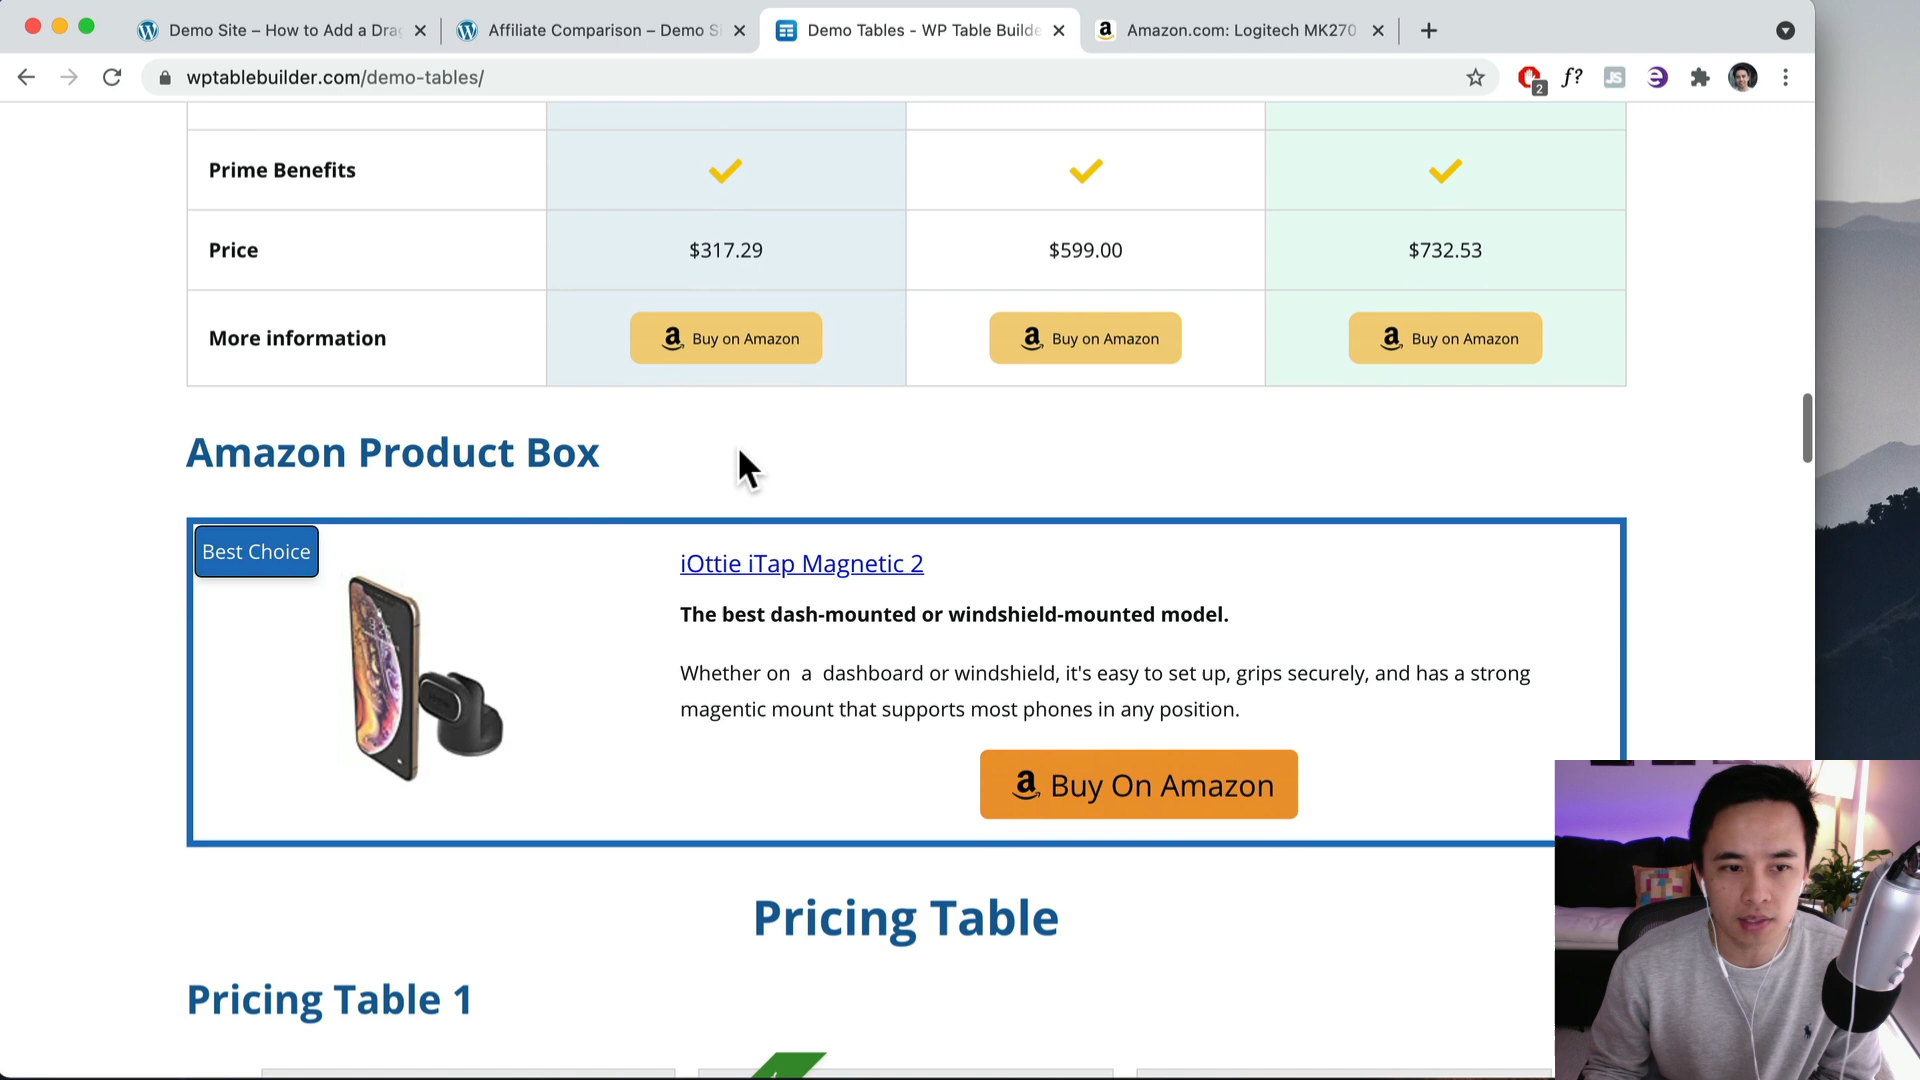 Demo Site – How to Add a Drag
Affiliate Comparison – Demo Si
Demo Tables - WP Table Builde
Amazon.com: Logitech MK270
wptablebuilder.com/demo-tables/
f?
JS
2
Prime Benefits
Price $317.29 $599.00 $732.53
More information Buy on Amazon Buy on Amazon Buy on Amazon
Amazon Product Box
Best Choice
iOttie iTap Magnetic 2
The best dash-mounted or windshield-mounted model.
Whether on a dashboard or windshield, it's easy to set up, grips securely, and has a strong
magentic mount that supports most phones in any position.
Buy On Amazon
Pricing Table
Pricing Table 1